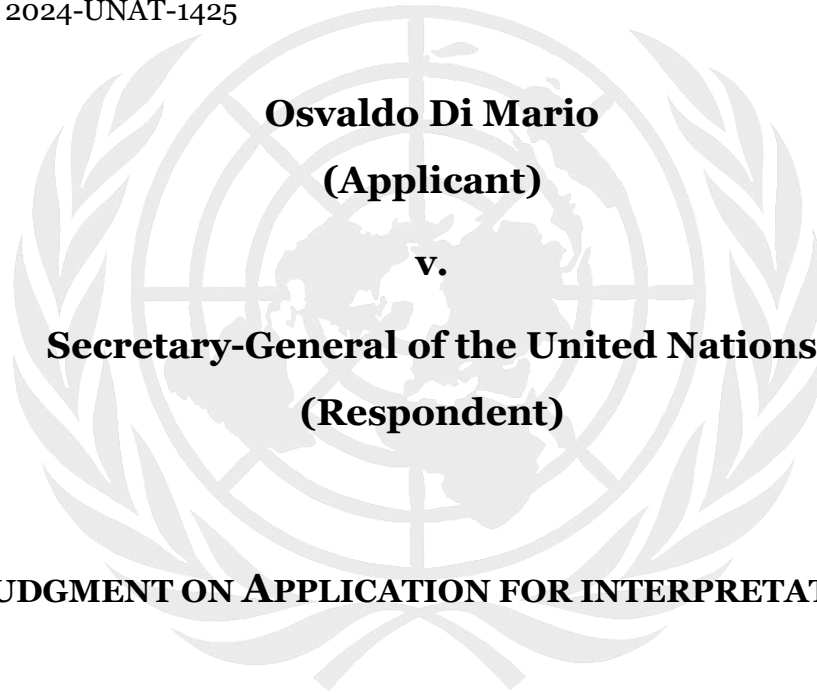 2024-UNAT-1425
Osvaldo Di Mario
(Applicant)
v.
Secretary-General of the United Nations
(Respondent)
UDGMENT ON APPLICATION FOR INTERPRETAT